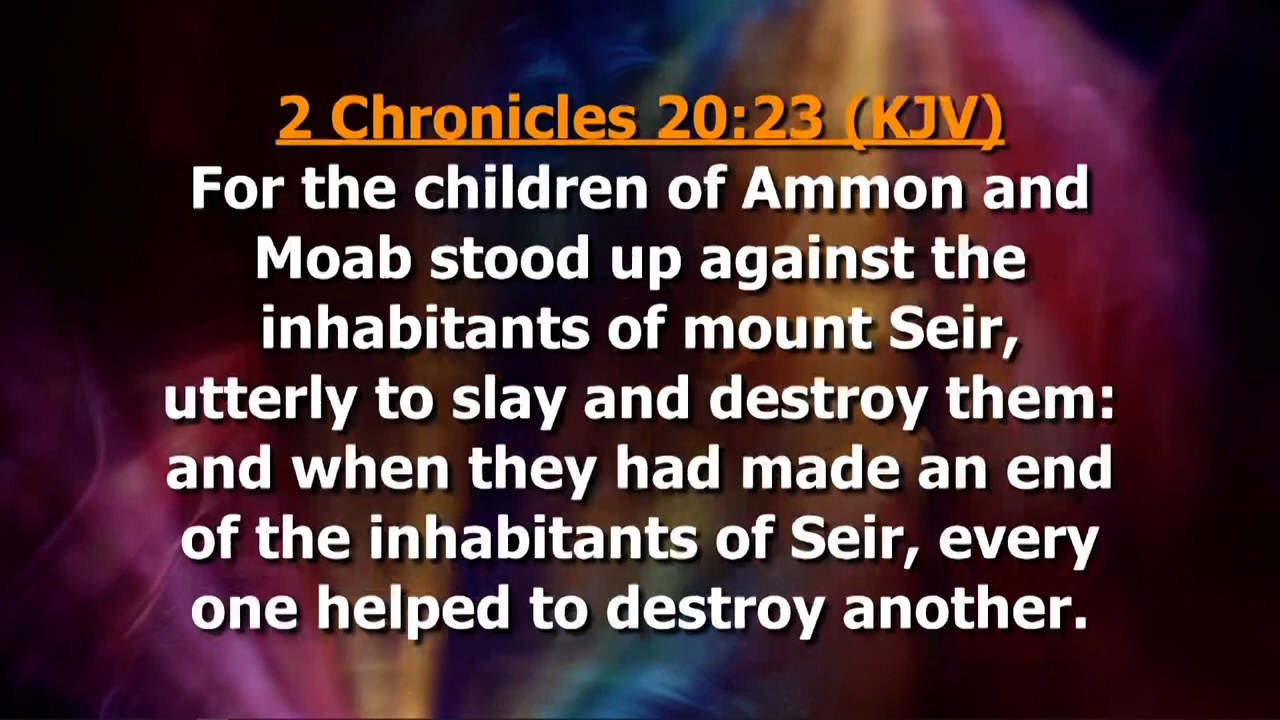 2 Chronicles 20:23 (KJV)
For the children of Ammon and
Moab stood up against the
inhabitants of mount Seir,
utterly to slay and destroy them:
and when they had made an end
of the inhabitants of Seir, every
one helped to destroy another.